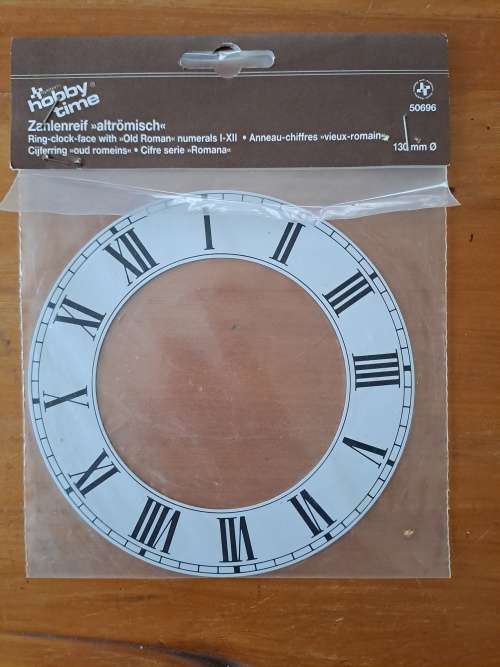 hobby
time
50696
Zahlenreif »altrömisch«
Ring-clock-face with »Old Roman« numerals I-XII • Anneau-chiffres »vieux-romain«
Cijferring »oud romeins« • Cifre serie »Romana«
130 mm Ø
XII
I
II
III
IIII
V
VI
VII
VIII
IX
X
XI